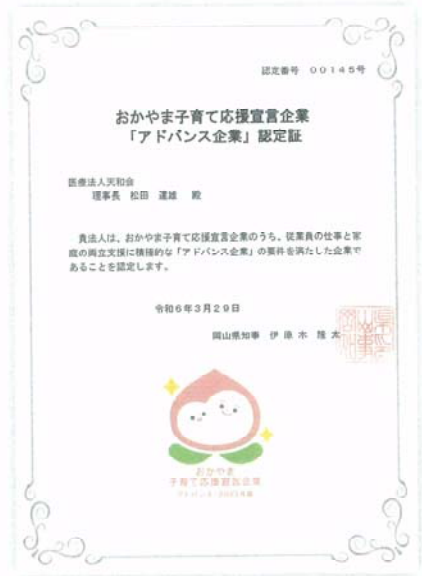 認定番号 00145号
おかやま子育て応援宣言企業
「アドバンス企業」認定証
医療法人天和会
理事長 松田 運雄 殿
貴法人は、おかやま子育て応援宣言企業のうち、従業員の仕事と家
庭の両立支援に積極的な「アドバンス企業」の要件を満たした企業で
あることを認定します。
令和6年3月29日
岡山県知事 伊原木 隆太
おかやま
子育て応援宣言企業